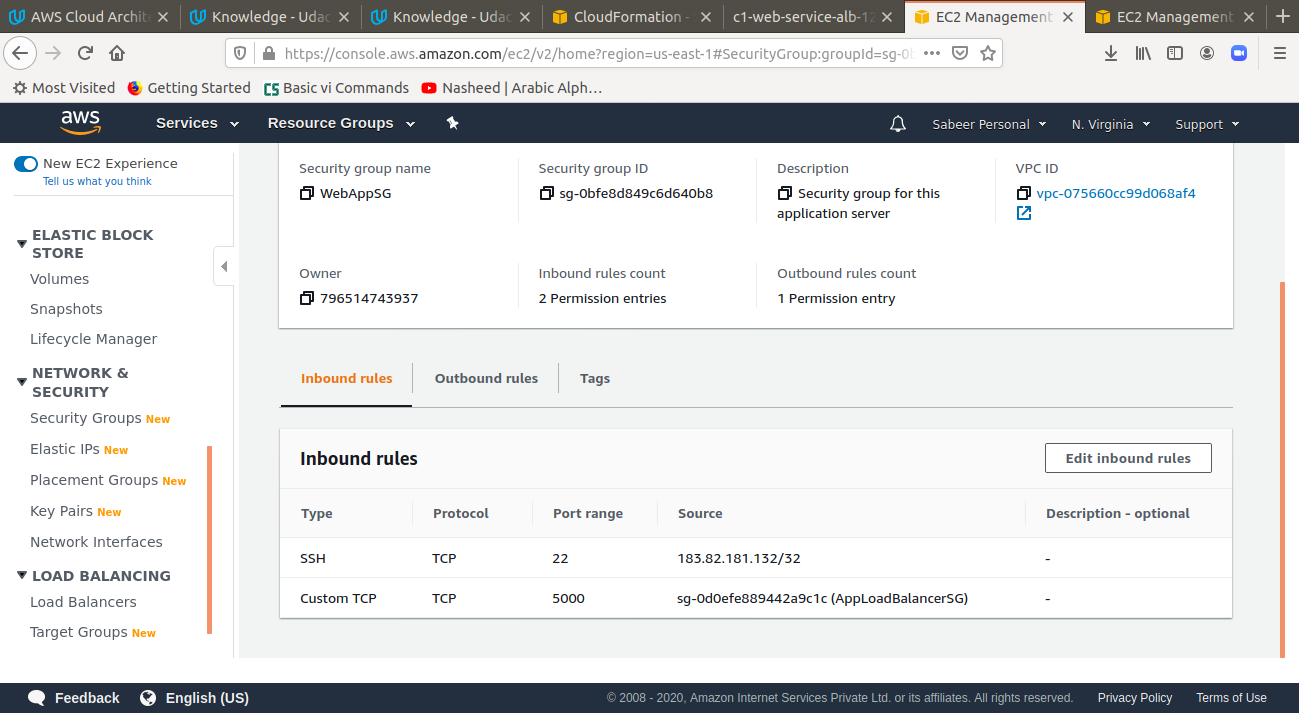 AWS Cloud Archit
Knowledge - Udac
Knowledge - Udac
CloudFormation -
c1-web-service-alb-12
EC2 Management
EC2 Management
https://console.aws.amazon.com/ec2/v2/home?region=us-east-1#SecurityGroup:groupId=sg-0b
Most Visited
Getting Started
Basic vi Commands
Nasheed | Arabic Alph…
aws
Services
Resource Groups
Sabeer Personal
N. Virginia
Support
New EC2 Experience
Tell us what you think
ELASTIC BLOCK
STORE
Volumes
Snapshots
Lifecycle Manager
NETWORK &
SECURITY
Security Groups New
Elastic IPs New
Placement Groups New
Key Pairs New
Network Interfaces
LOAD BALANCING
Load Balancers
Target Groups New
Security group name
WebAppSG
Security group ID
sg-0bfe8d849c6d640b8
Description
Security group for this
application server
VPC ID
vpc-075660cc99d068af4
Owner
796514743937
Inbound rules count
2 Permission entries
Outbound rules count
1 Permission entry
Inbound rules
Outbound rules
Tags
Inbound rules
Edit inbound rules
Type Protocol Port range Source Description - optional
SSH TCP 22 183.82.181.132/32 -
Custom TCP TCP 5000 sg-0d0efe889442a9c1c (AppLoadBalancerSG) -
Feedback
English (US)
© 2008 - 2020, Amazon Internet Services Private Ltd. or its affiliates. All rights reserved.
Privacy Policy
Terms of Use